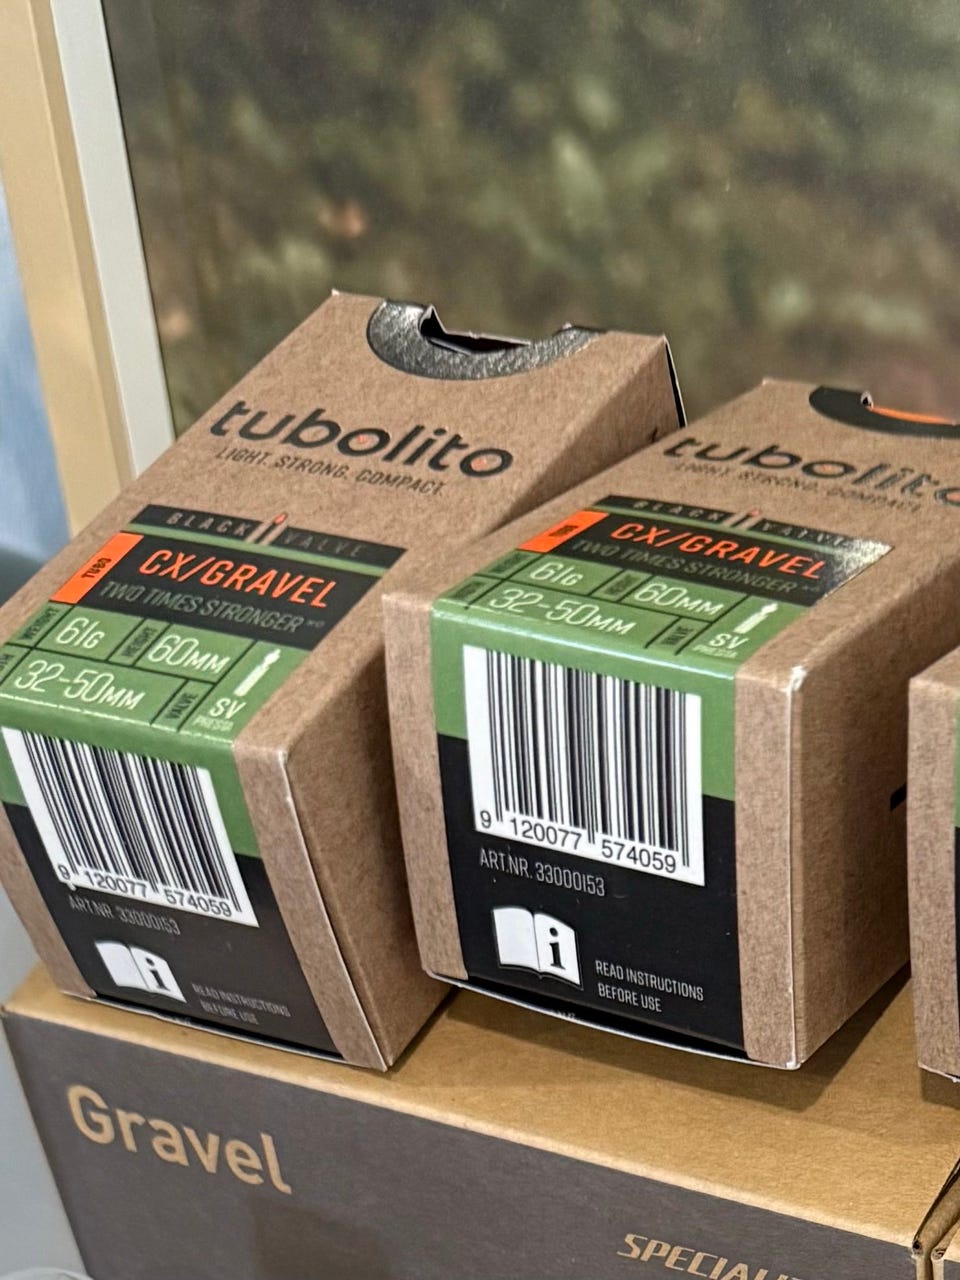 tubolito
LIGHT. STRONG. COMPACT.
BLACK VALVE
TUBO
CX/GRAVEL
TWO TIMES STRONGER
WEIGHT 61g HEIGHT 60MM
32-50MM VALVE SV
PRESTA
9 120077 574059
ART.NR. 33000153
i
READ INSTRUCTIONS
BEFORE USE
tubolito
LIGHT. STRONG. COMPACT.
BLACK VALVE
CX/GRAVEL
TWO TIMES STRONGER
61g 60MM
32-50MM VALVE SV
PRESTA
9 120077 574059
ART.NR. 33000153
i
READ INSTRUCTIONS
BEFORE USE
Gravel
SPECIAL